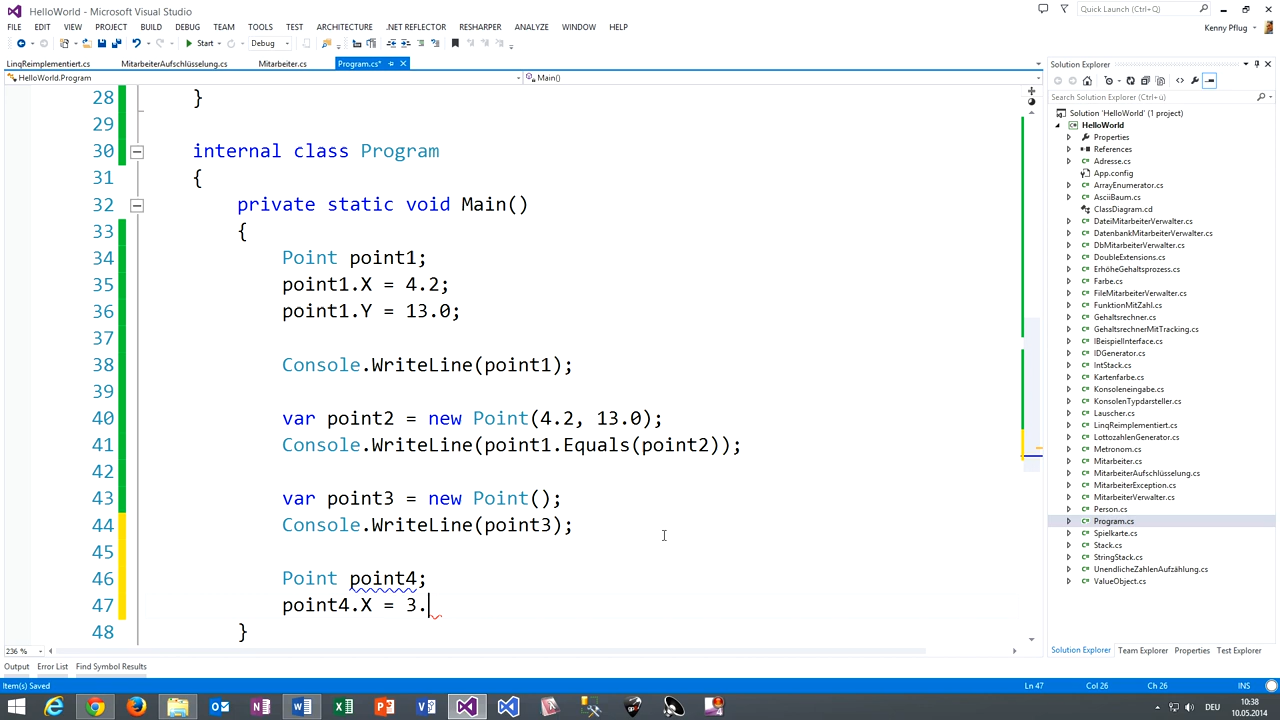 HelloWorld - Microsoft Visual Studio
Quick Launch (Ctrl+Q)
FILE EDIT VIEW PROJECT BUILD DEBUG TEAM TOOLS TEST ARCHITECTURE .NET REFLECTOR RESHARPER ANALYZE WINDOW HELP
Kenny Pflug
Start Debug
LinqReimplementiert.cs MitarbeiterAufschlüsselung.cs Mitarbeiter.cs Program.cs*
HelloWorld.Program Main()
28 }
29
30 internal class Program
31 {
32 private static void Main()
33 {
34 Point point1;
35 point1.X = 4.2;
36 point1.Y = 13.0;
37
38 Console.WriteLine(point1);
39
40 var point2 = new Point(4.2, 13.0);
41 Console.WriteLine(point1.Equals(point2));
42
43 var point3 = new Point();
44 Console.WriteLine(point3);
45
46 Point point4;
47 point4.X = 3.
48 }
236 %
Solution Explorer
Search Solution Explorer (Ctrl+ü)
Solution 'HelloWorld' (1 project)
HelloWorld
Properties
References
Adresse.cs
App.config
ArrayEnumerator.cs
AsciiBaum.cs
ClassDiagram.cd
DateiMitarbeiterVerwalter.cs
DatenbankMitarbeiterVerwalter.cs
DbMitarbeiterVerwalter.cs
DoubleExtensions.cs
ErhöheGehaltsprozess.cs
Farbe.cs
FileMitarbeiterVerwalter.cs
FunktionMitZahl.cs
Gehaltsrechner.cs
GehaltsrechnerMitTracking.cs
IBeispielInterface.cs
IDGenerator.cs
IntStack.cs
Kartenfarbe.cs
Konsoleneingabe.cs
KonsolenTypdarsteller.cs
Lauscher.cs
LinqReimplementiert.cs
LottozahlenGenerator.cs
Metronom.cs
Mitarbeiter.cs
MitarbeiterAufschlüsselung.cs
MitarbeiterException.cs
MitarbeiterVerwalter.cs
Person.cs
Program.cs
Spielkarte.cs
Stack.cs
StringStack.cs
UnendlicheZahlenAufzählung.cs
ValueObject.cs
Solution Explorer Team Explorer Properties Test Explorer
Output Error List Find Symbol Results
Item(s) Saved Ln 47 Col 26 Ch 26 INS
DE 10:38
10.05.2014